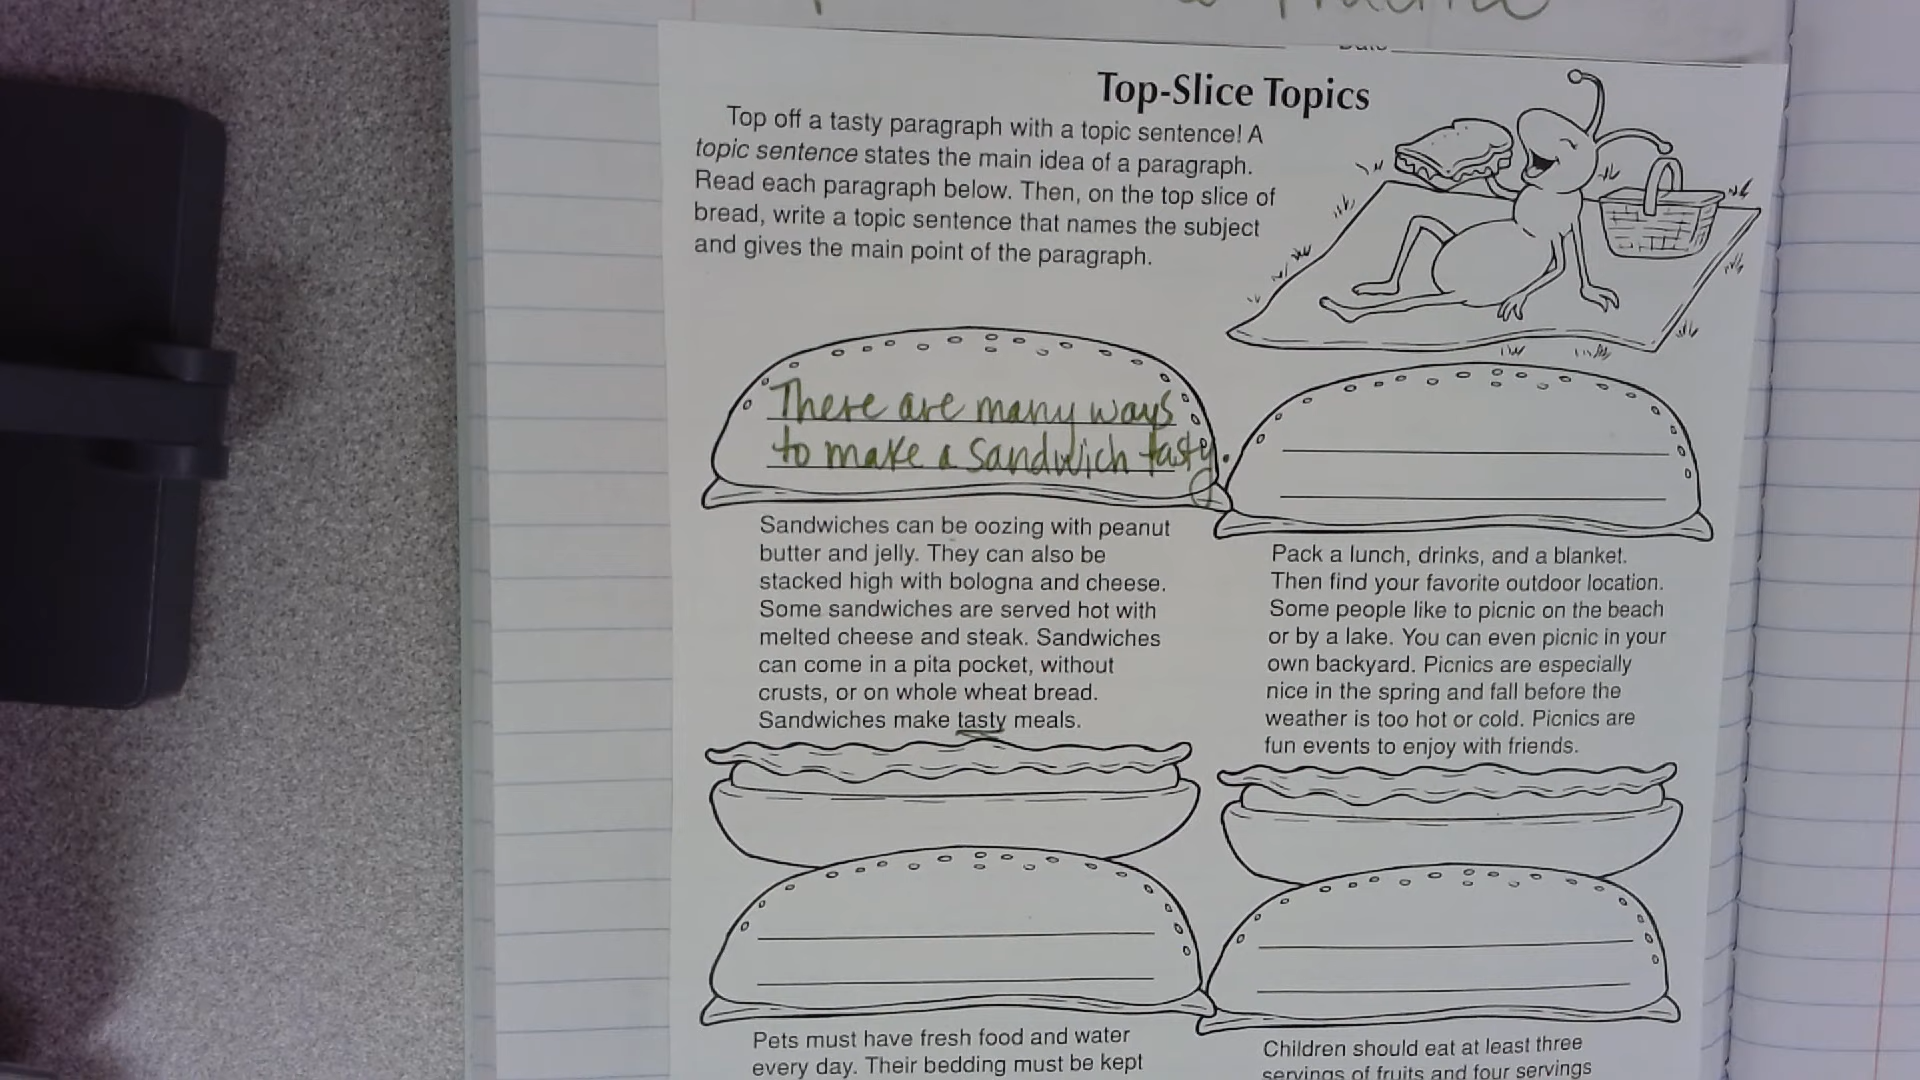 Top-Slice Topics
Top off a tasty paragraph with a topic sentence! A
topic sentence states the main idea of a paragraph.
Read each paragraph below. Then, on the top slice of
bread, write a topic sentence that names the subject
and gives the main point of the paragraph.
There are many ways
to make a sandwich tasty.
Sandwiches can be oozing with peanut
butter and jelly. They can also be
stacked high with bologna and cheese.
Some sandwiches are served hot with
melted cheese and steak. Sandwiches
can come in a pita pocket, without
crusts, or on whole wheat bread.
Sandwiches make tasty meals.
Pack a lunch, drinks, and a blanket.
Then find your favorite outdoor location.
Some people like to picnic on the beach
or by a lake. You can even picnic in your
own backyard. Picnics are especially
nice in the spring and fall before the
weather is too hot or cold. Picnics are
fun events to enjoy with friends.
Pets must have fresh food and water
every day. Their bedding must be kept
Children should eat at least three
servings of fruits and four servings